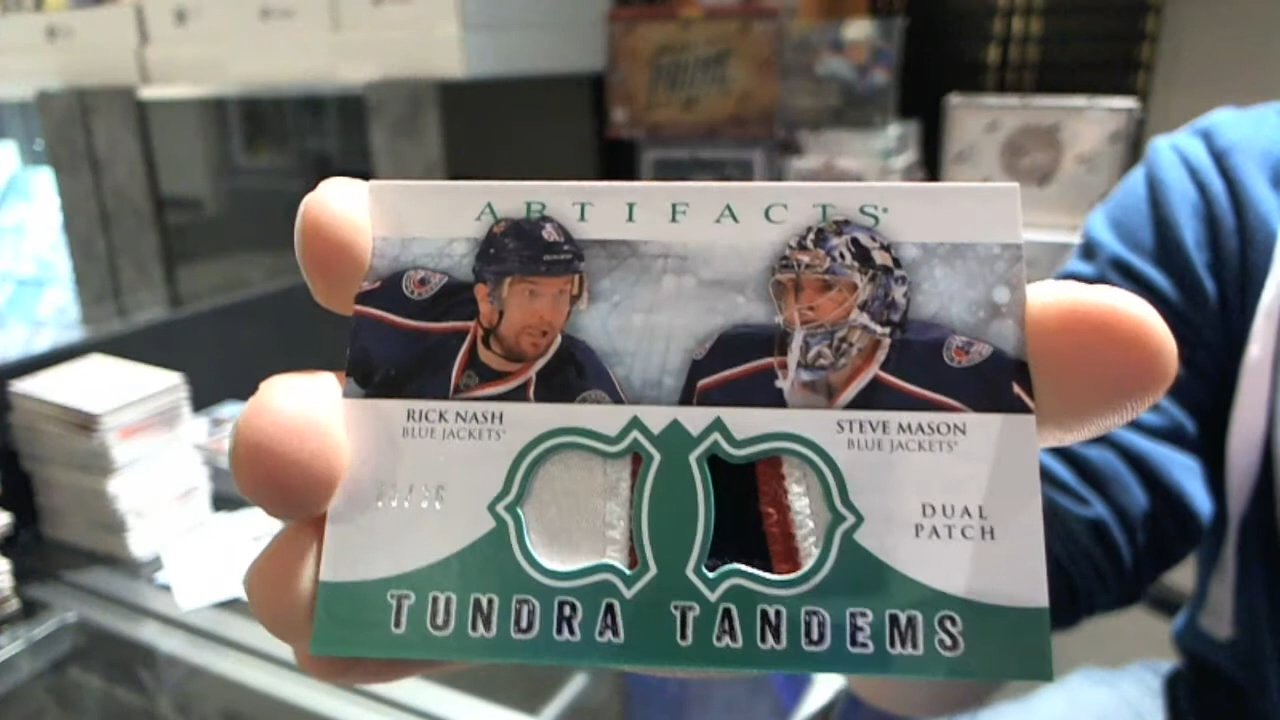 ARTIFACTS
RICK NASH
BLUE JACKETS
STEVE MASON
BLUE JACKETS
DUAL
PATCH
TUNDRA TANDEMS